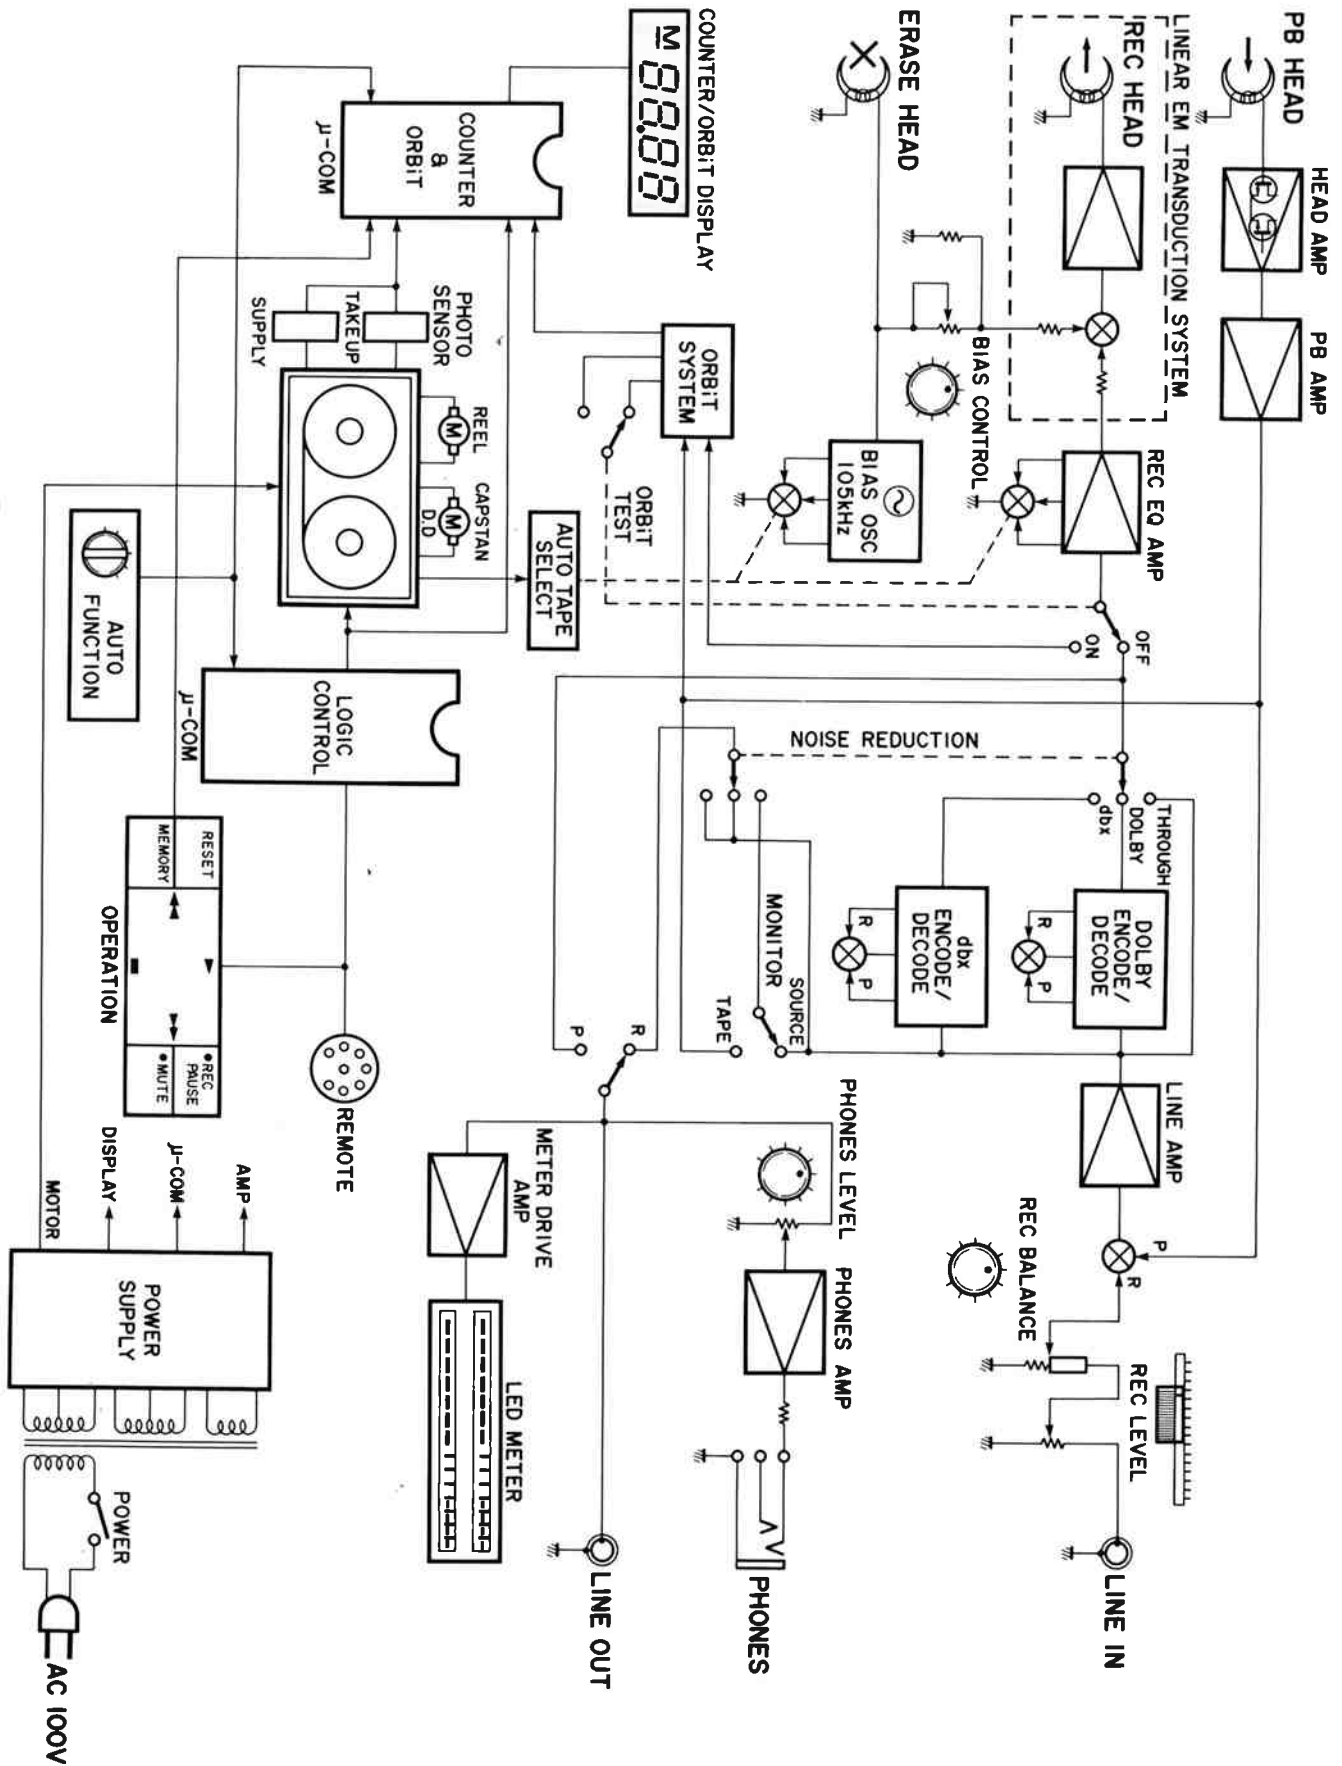 PB HEAD
HEAD AMP
PB AMP
LINEAR EM TRANSDUCTION SYSTEM
REC HEAD
REC EQ AMP
ERASE HEAD
BIAS CONTROL
BIAS OSC
105kHz
OFF
ON
NOISE REDUCTION
THROUGH
DOLBY
dbx
DOLBY
ENCODE/
DECODE
R
P
dbx
ENCODE/
DECODE
R
P
LINE AMP
P
R
REC BALANCE
REC LEVEL
LINE IN
MONITOR
SOURCE
TAPE
PHONES LEVEL
PHONES AMP
PHONES
R
P
LINE OUT
METER DRIVE
AMP
LED METER
COUNTER/ORBiT DISPLAY
M 88:88
ORBiT
SYSTEM
ORBiT
TEST
AUTO TAPE
SELECT
COUNTER
&
ORBiT
μ-COM
PHOTO
SENSOR
TAKEUP
SUPPLY
REEL
M
CAPSTAN
M
D.D
LOGIC
CONTROL
μ-COM
AUTO
FUNCTION
RESET
MEMORY
REC
PAUSE
MUTE
OPERATION
REMOTE
AMP
μ-COM
DISPLAY
MOTOR
POWER
SUPPLY
POWER
AC 100V